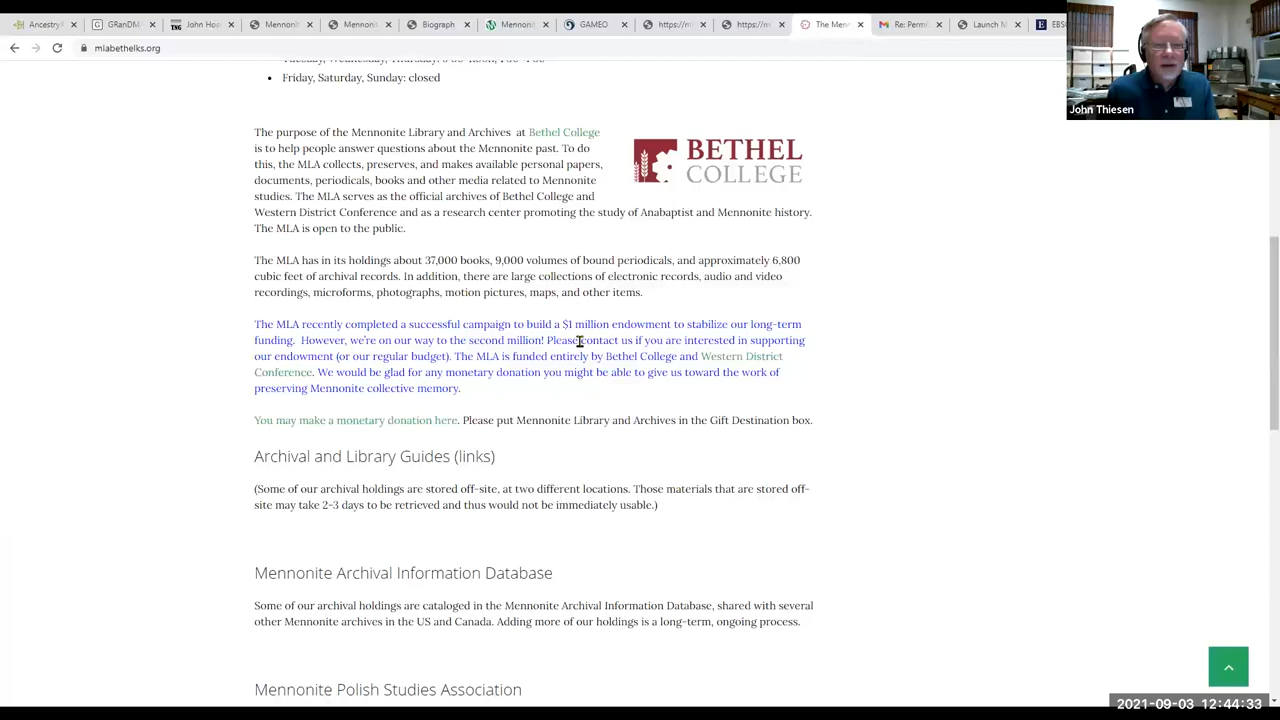 Ancestry
GRanDM
John Hoo
Mennonit
Mennonit
Biograph
Mennonit
GAMEO
https://m
https://m
The Men
Re: Permi
Launch M
EBS
mlabethelks.org
John Thiesen
Friday, Saturday, Sunday: closed
The purpose of the Mennonite Library and Archives at Bethel College
is to help people answer questions about the Mennonite past. To do
this, the MLA collects, preserves, and makes available personal papers,
documents, periodicals, books and other media related to Mennonite
studies. The MLA serves as the official archives of Bethel College and
Western District Conference and as a research center promoting the study of Anabaptist and Mennonite history.
The MLA is open to the public.
BETHEL
COLLEGE
The MLA has in its holdings about 37,000 books, 9,000 volumes of bound periodicals, and approximately 6,800
cubic feet of archival records. In addition, there are large collections of electronic records, audio and video
recordings, microforms, photographs, motion pictures, maps, and other items.
The MLA recently completed a successful campaign to build a $1 million endowment to stabilize our long-term
funding. However, we're on our way to the second million! Please contact us if you are interested in supporting
our endowment (or our regular budget). The MLA is funded entirely by Bethel College and Western District
Conference. We would be glad for any monetary donation you might be able to give us toward the work of
preserving Mennonite collective memory.
You may make a monetary donation here. Please put Mennonite Library and Archives in the Gift Destination box.
Archival and Library Guides (links)
(Some of our archival holdings are stored off-site, at two different locations. Those materials that are stored off-
site may take 2-3 days to be retrieved and thus would not be immediately usable.)
Mennonite Archival Information Database
Some of our archival holdings are cataloged in the Mennonite Archival Information Database, shared with several
other Mennonite archives in the US and Canada. Adding more of our holdings is a long-term, ongoing process.
Mennonite Polish Studies Association
2021-09-03 12:44:33